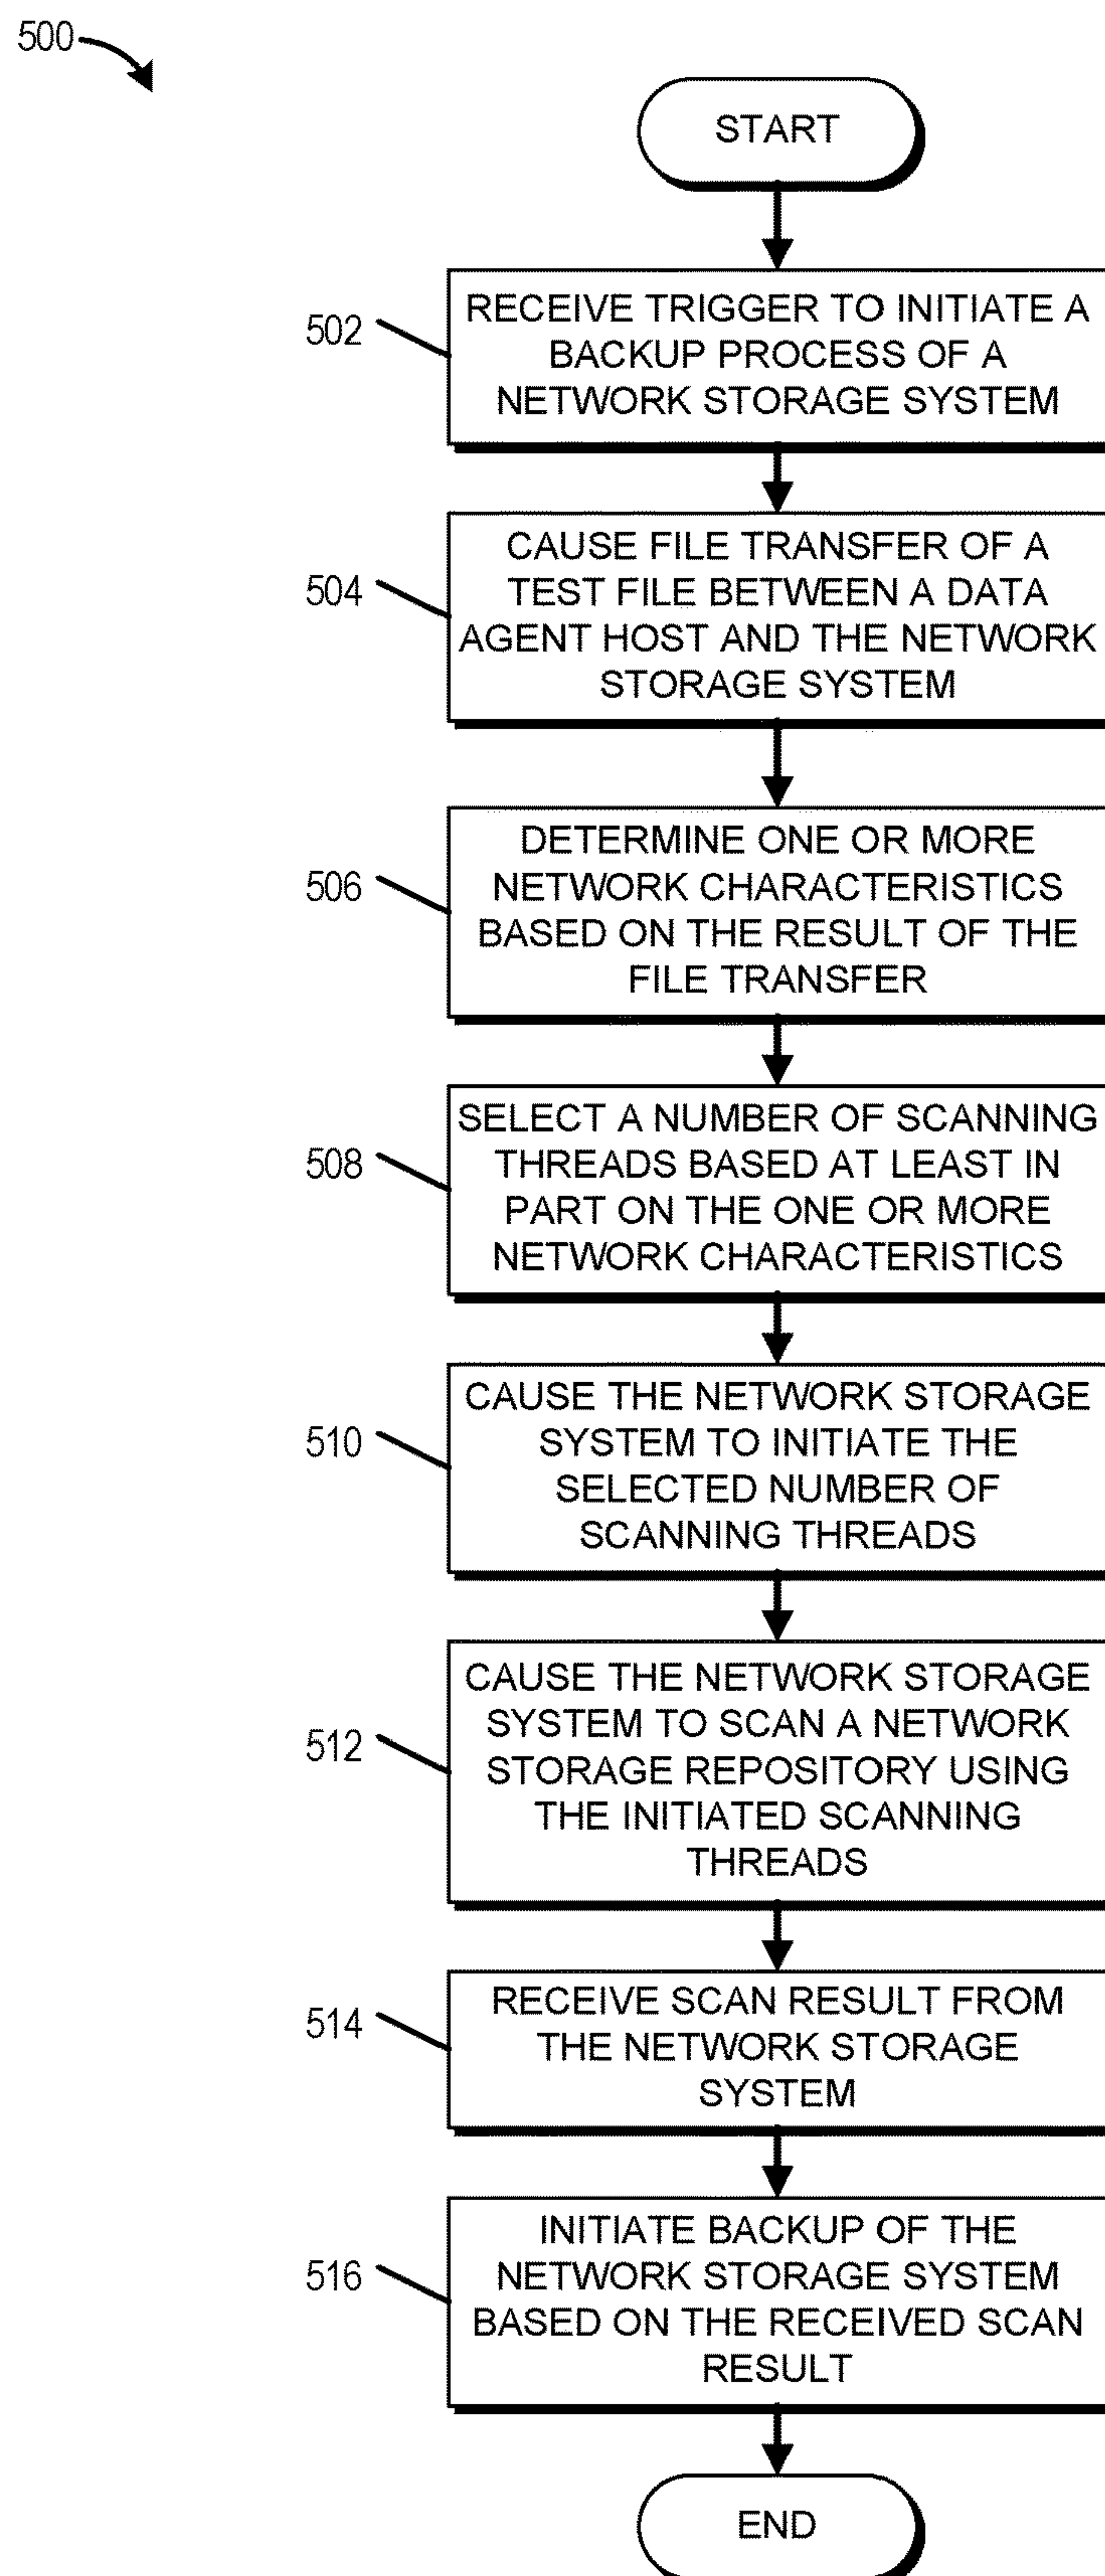 500
START
502
RECEIVE TRIGGER TO INITIATE A
BACKUP PROCESS OF A
NETWORK STORAGE SYSTEM
504
CAUSE FILE TRANSFER OF A
TEST FILE BETWEEN A DATA
AGENT HOST AND THE NETWORK
STORAGE SYSTEM
506
DETERMINE ONE OR MORE
NETWORK CHARACTERISTICS
BASED ON THE RESULT OF THE
FILE TRANSFER
508
SELECT A NUMBER OF SCANNING
THREADS BASED AT LEAST IN
PART ON THE ONE OR MORE
NETWORK CHARACTERISTICS
510
CAUSE THE NETWORK STORAGE
SYSTEM TO INITIATE THE
SELECTED NUMBER OF
SCANNING THREADS
512
CAUSE THE NETWORK STORAGE
SYSTEM TO SCAN A NETWORK
STORAGE REPOSITORY USING
THE INITIATED SCANNING
THREADS
514
RECEIVE SCAN RESULT FROM
THE NETWORK STORAGE
SYSTEM
516
INITIATE BACKUP OF THE
NETWORK STORAGE SYSTEM
BASED ON THE RECEIVED SCAN
RESULT
END